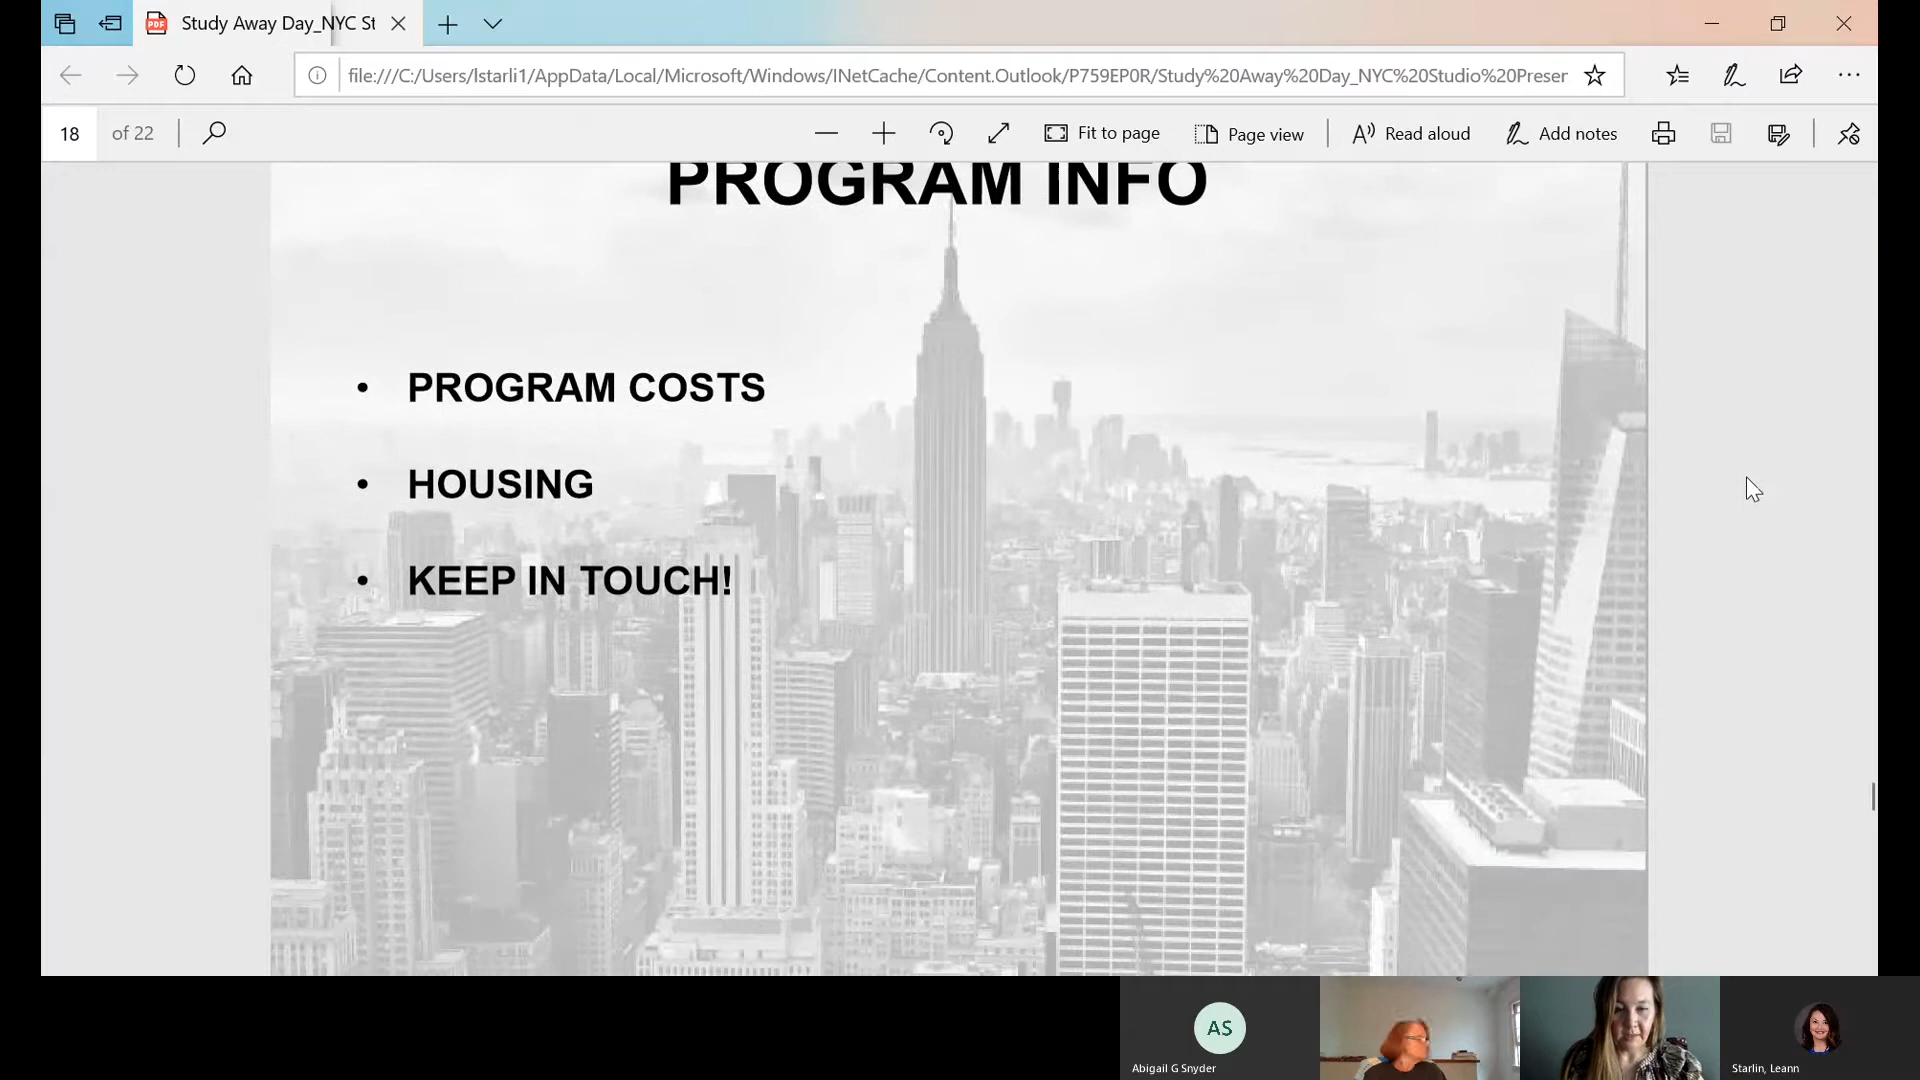 Study Away Day_NYC St
file:///C:/Users/lstarli1/AppData/Local/Microsoft/Windows/INetCache/Content.Outlook/P759EP0R/Study%20Away%20Day_NYC%20Studio%20Preser
18 of 22
Fit to page
Page view
Read aloud
Add notes
PROGRAM INFO
• PROGRAM COSTS
• HOUSING
• KEEP IN TOUCH!
AS
Abigail G Snyder
Starlin, Leann